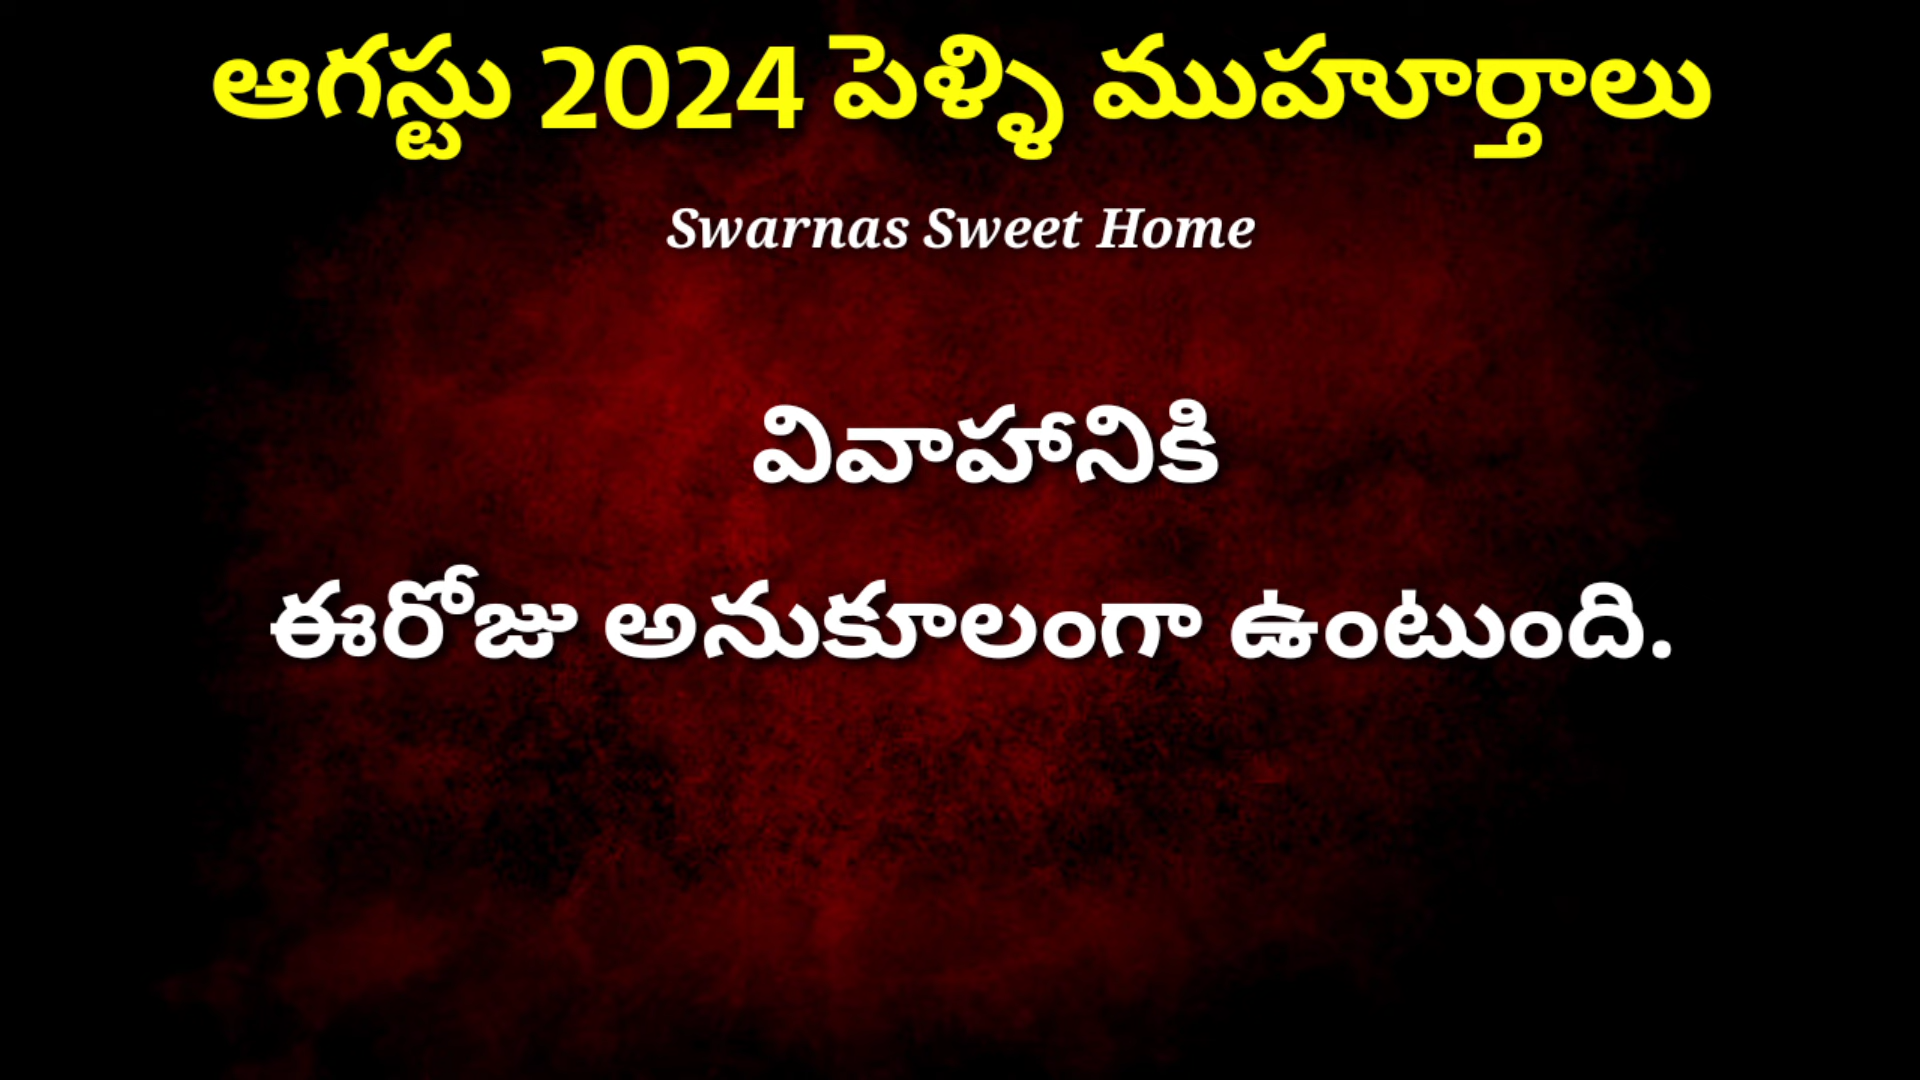 ఆగస్టు 2024 పెళ్ళి ముహూర్తాలు
Swarnas Sweet Home
వివాహానికి
ఈరోజు అనుకూలంగా ఉంటుంది.